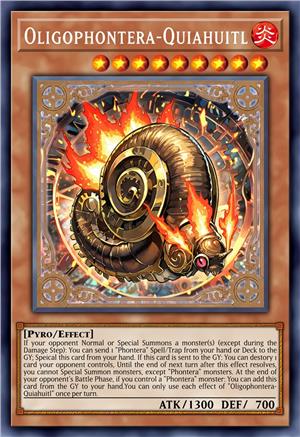 Oligophontera-Quiahuitl 炎
[Pyro/Effect]
If your opponent Normal or Special Summons a monster(s) (except during the
Damage Step): You can send 1 "Phontera" Spell/Trap from your hand or Deck to the
GY; Speical this card from your hand. If this card is sent to the GY: You can destory 1
card your opponent controls, Until the end of next turn after this effect resolves,
you cannot Special Summon monsters, except "Phontera" monsters. At the end of
your opponent's Battle Phase, if you control a "Phontera" monster: You can add this
card from the GY to your hand.You can only use each effect of "Oligophontera-
Quiahuitl" once per turn.
ATK/1300 DEF/ 700